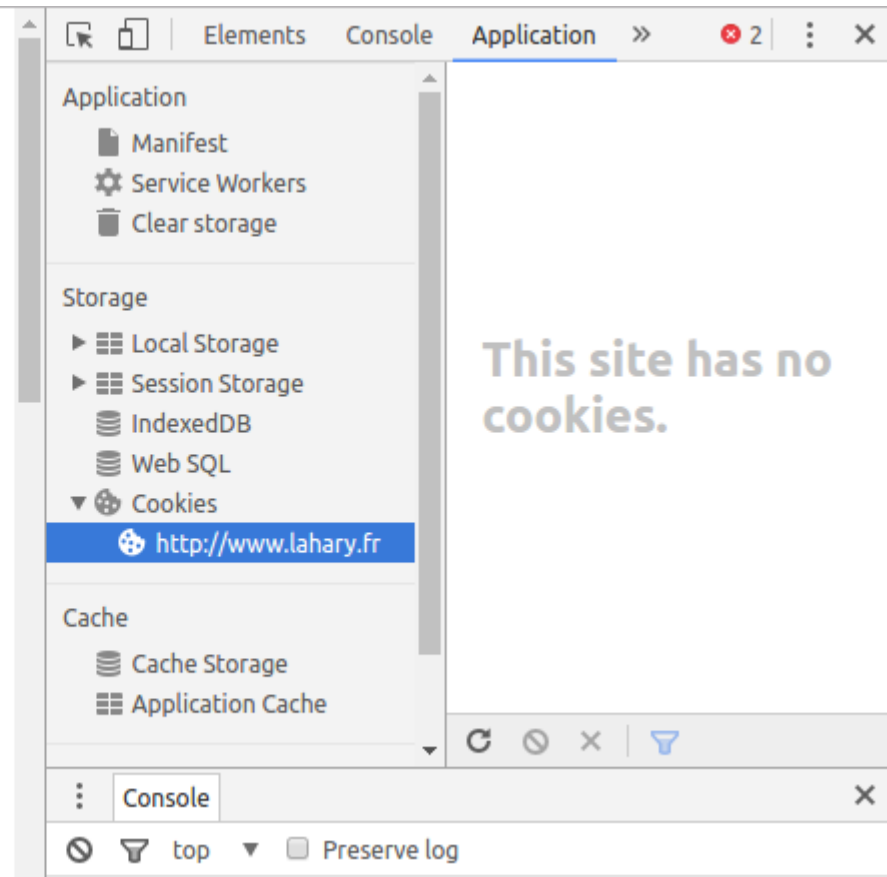 Elements Console Application » 2
Application
Manifest
Service Workers
Clear storage
Storage
Local Storage
Session Storage
IndexedDB
Web SQL
Cookies
http://www.lahary.fr
Cache
Cache Storage
Application Cache
This site has no
cookies.
Console
top Preserve log